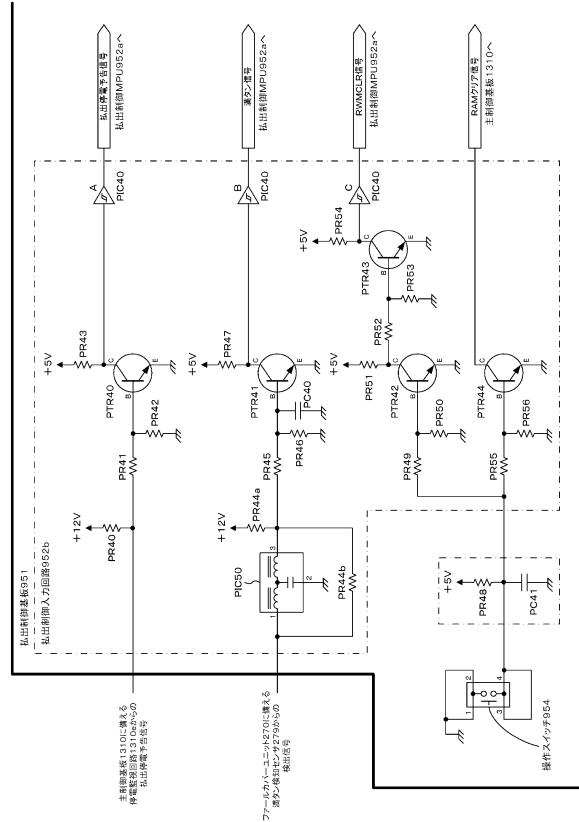 払出停電予告信号
払出制御MPU952aへ
満タン信号
払出制御MPU952aへ
RWMCLR信号
払出制御MPU952aへ
RAMクリア信号
主制御基板1310へ
A
PIC40
B
PIC40
C
PIC40
+5V
PR54
C
B
E
PTR43
PR53
PR52
+5V
PR43
C
B
E
PTR40
PR42
PR41
+12V
PR40
+5V
PR47
C
B
E
PTR41
PC40
PR46
PR45
+12V
PR44a
PIC50
1
2
3
PR44b
+5V
PR51
C
B
E
PTR42
PR50
PR49
C
B
E
PTR44
PR56
PR55
+5V
PR48
PC41
1
2
3
4
操作スイッチ954
払出制御基板951
払出制御入力回路952b
主制御基板1310に備える
停電監視回路1310eからの
払出停電予告信号
ファールカバーユニット270に備える
満タン検知センサ279からの
検出信号